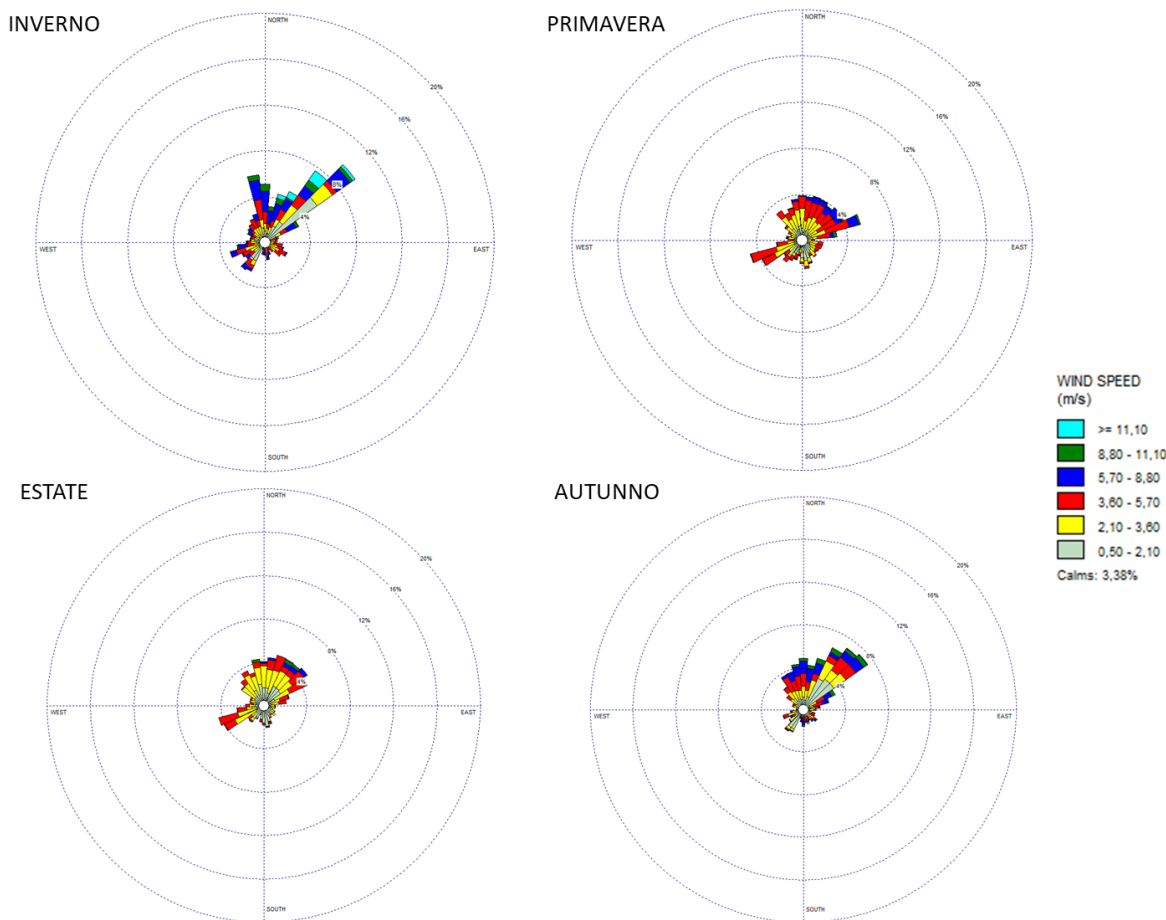 INVERNO
NORTH
20%
16%
12%
8%
4%
WEST
EAST
SOUTH
PRIMAVERA
NORTH
20%
16%
12%
8%
4%
WEST
EAST
SOUTH
WIND SPEED
(m/s)
>= 11,10
8,80 - 11,10
5,70 - 8,80
3,60 - 5,70
2,10 - 3,60
0,50 - 2,10
Calms: 3,38%
ESTATE
NORTH
20%
16%
12%
8%
4%
WEST
EAST
SOUTH
AUTUNNO
NORTH
20%
16%
12%
8%
4%
WEST
EAST
SOUTH